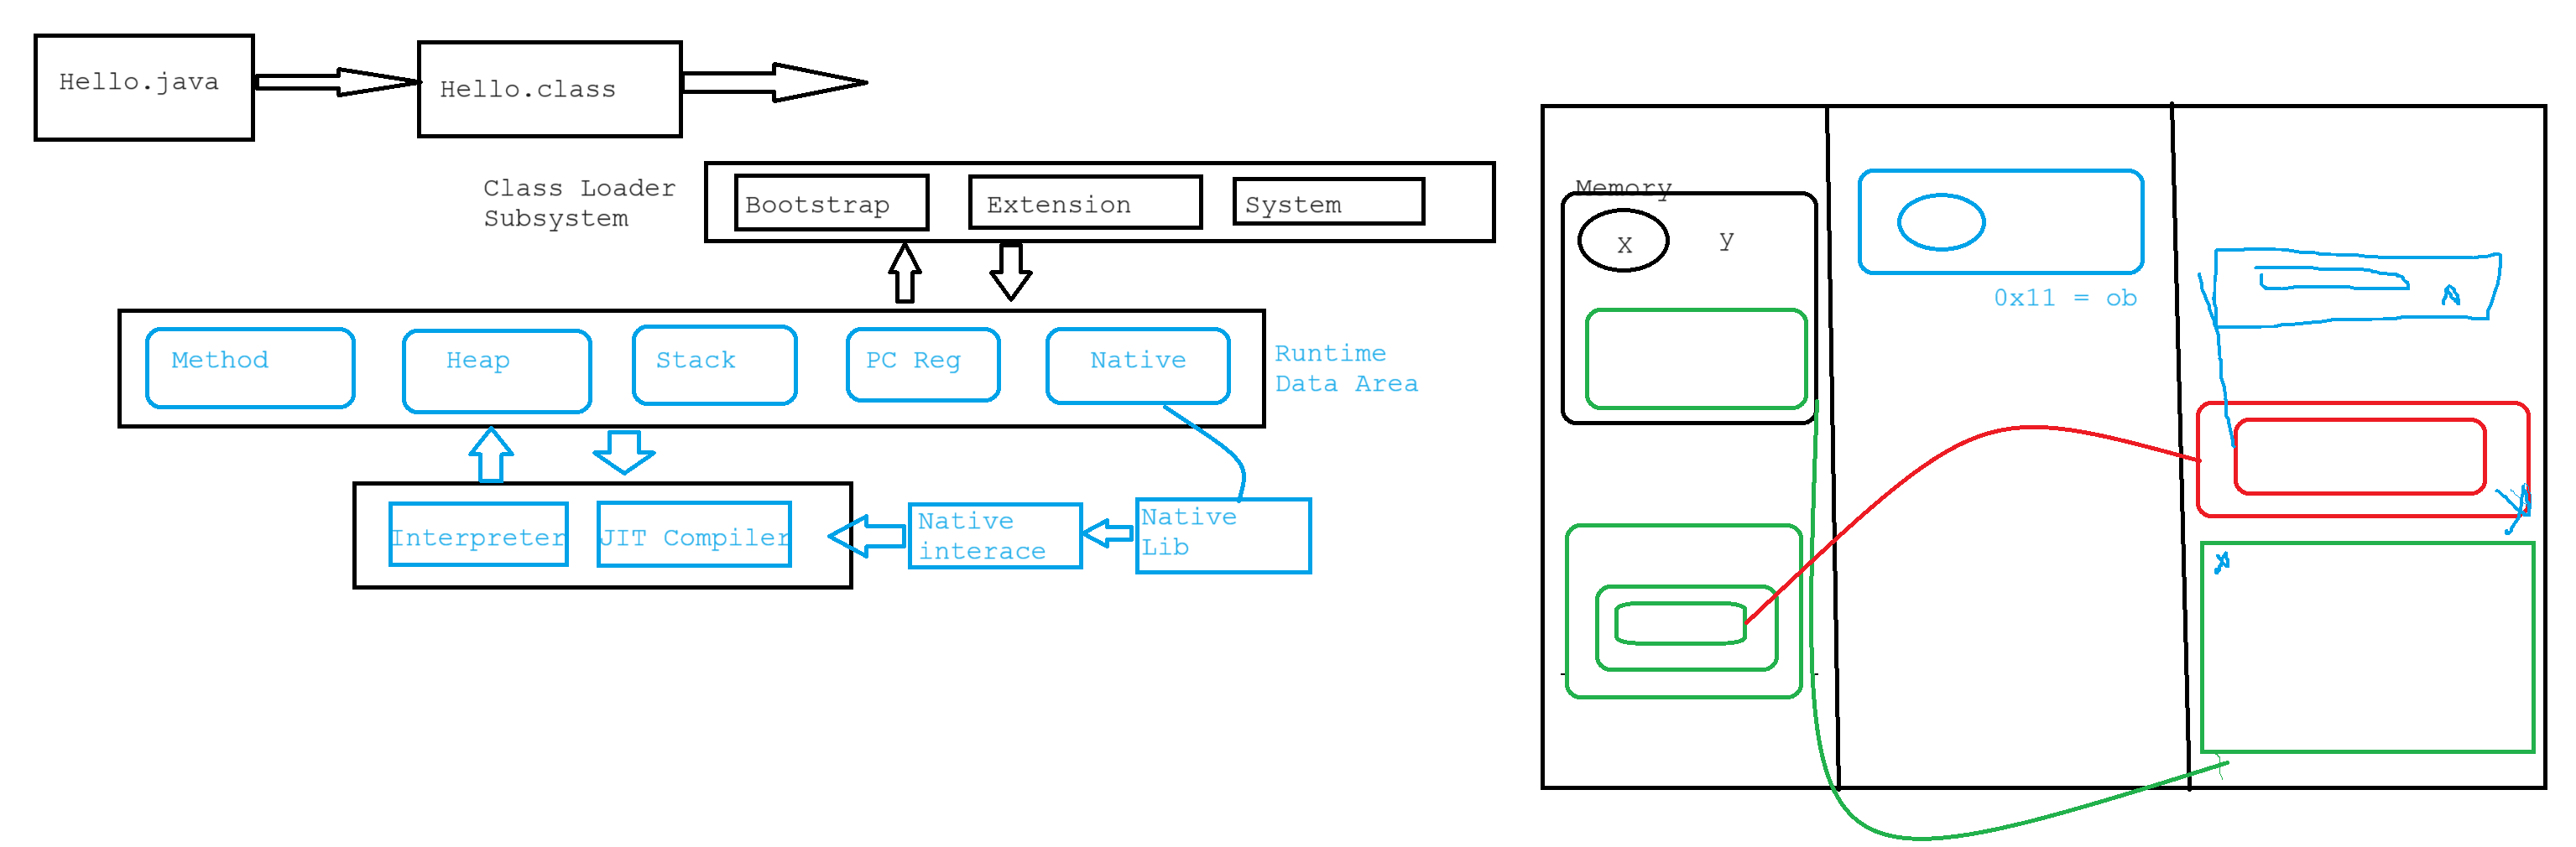 Hello.java
Hello.class
Class Loader
Subsystem
Bootstrap
Extension
System
Method
Heap
Stack
PC Reg
Native
Runtime
Data Area
Interpreter
JIT Compiler
Native
interace
Native
Lib
Memory
X
y
0x11 = ob